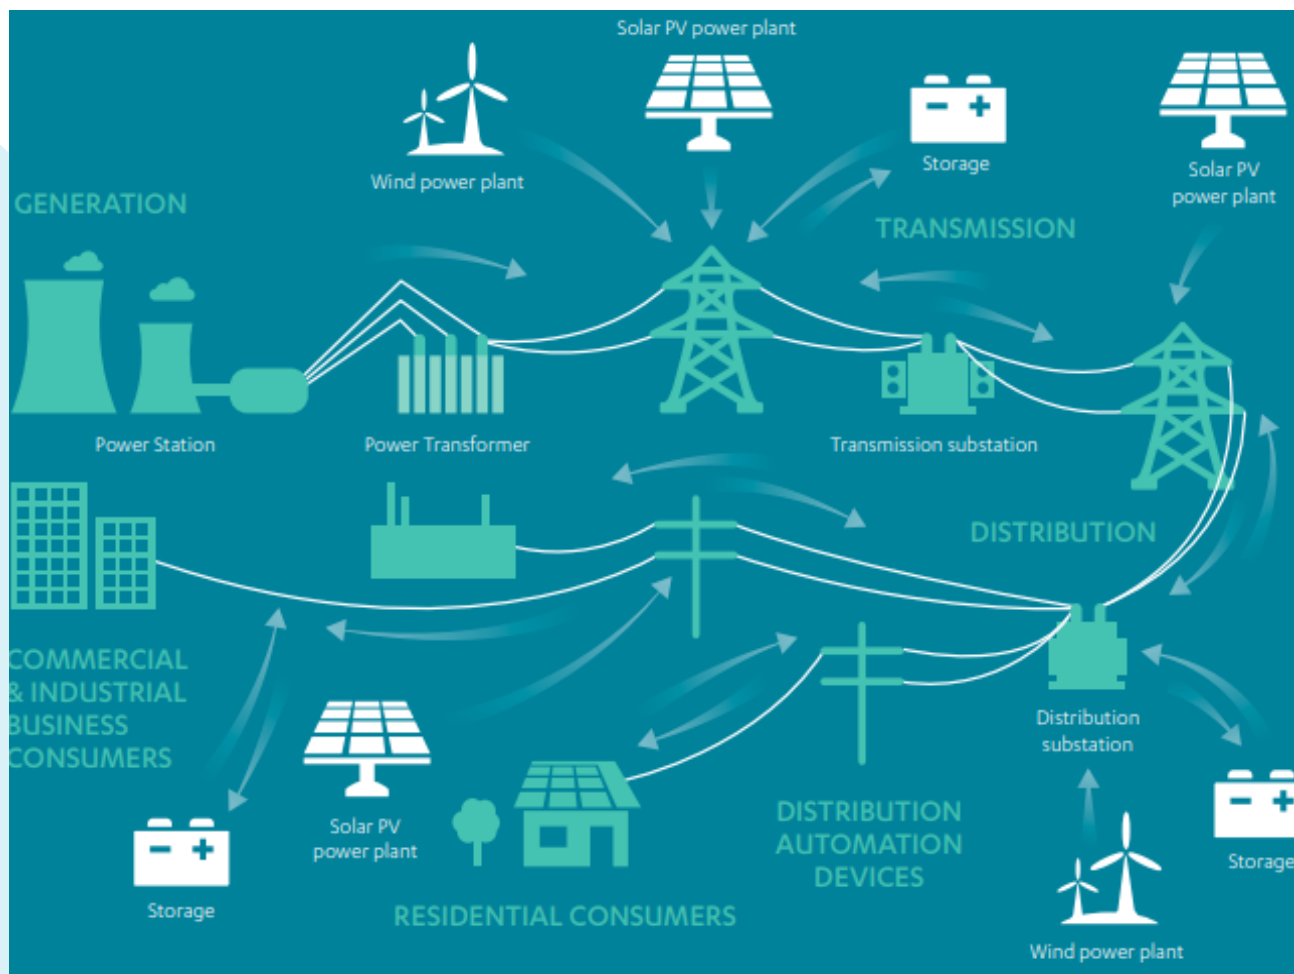 Solar PV power plant
Wind power plant
Storage
Solar PV
power plant
GENERATION
TRANSMISSION
Power Station
Power Transformer
Transmission substation
DISTRIBUTION
COMMERCIAL
& INDUSTRIAL
BUSINESS
CONSUMERS
Distribution
substation
Solar PV
power plant
DISTRIBUTION
AUTOMATION
DEVICES
Storage
Storage
RESIDENTIAL CONSUMERS
Wind power plant